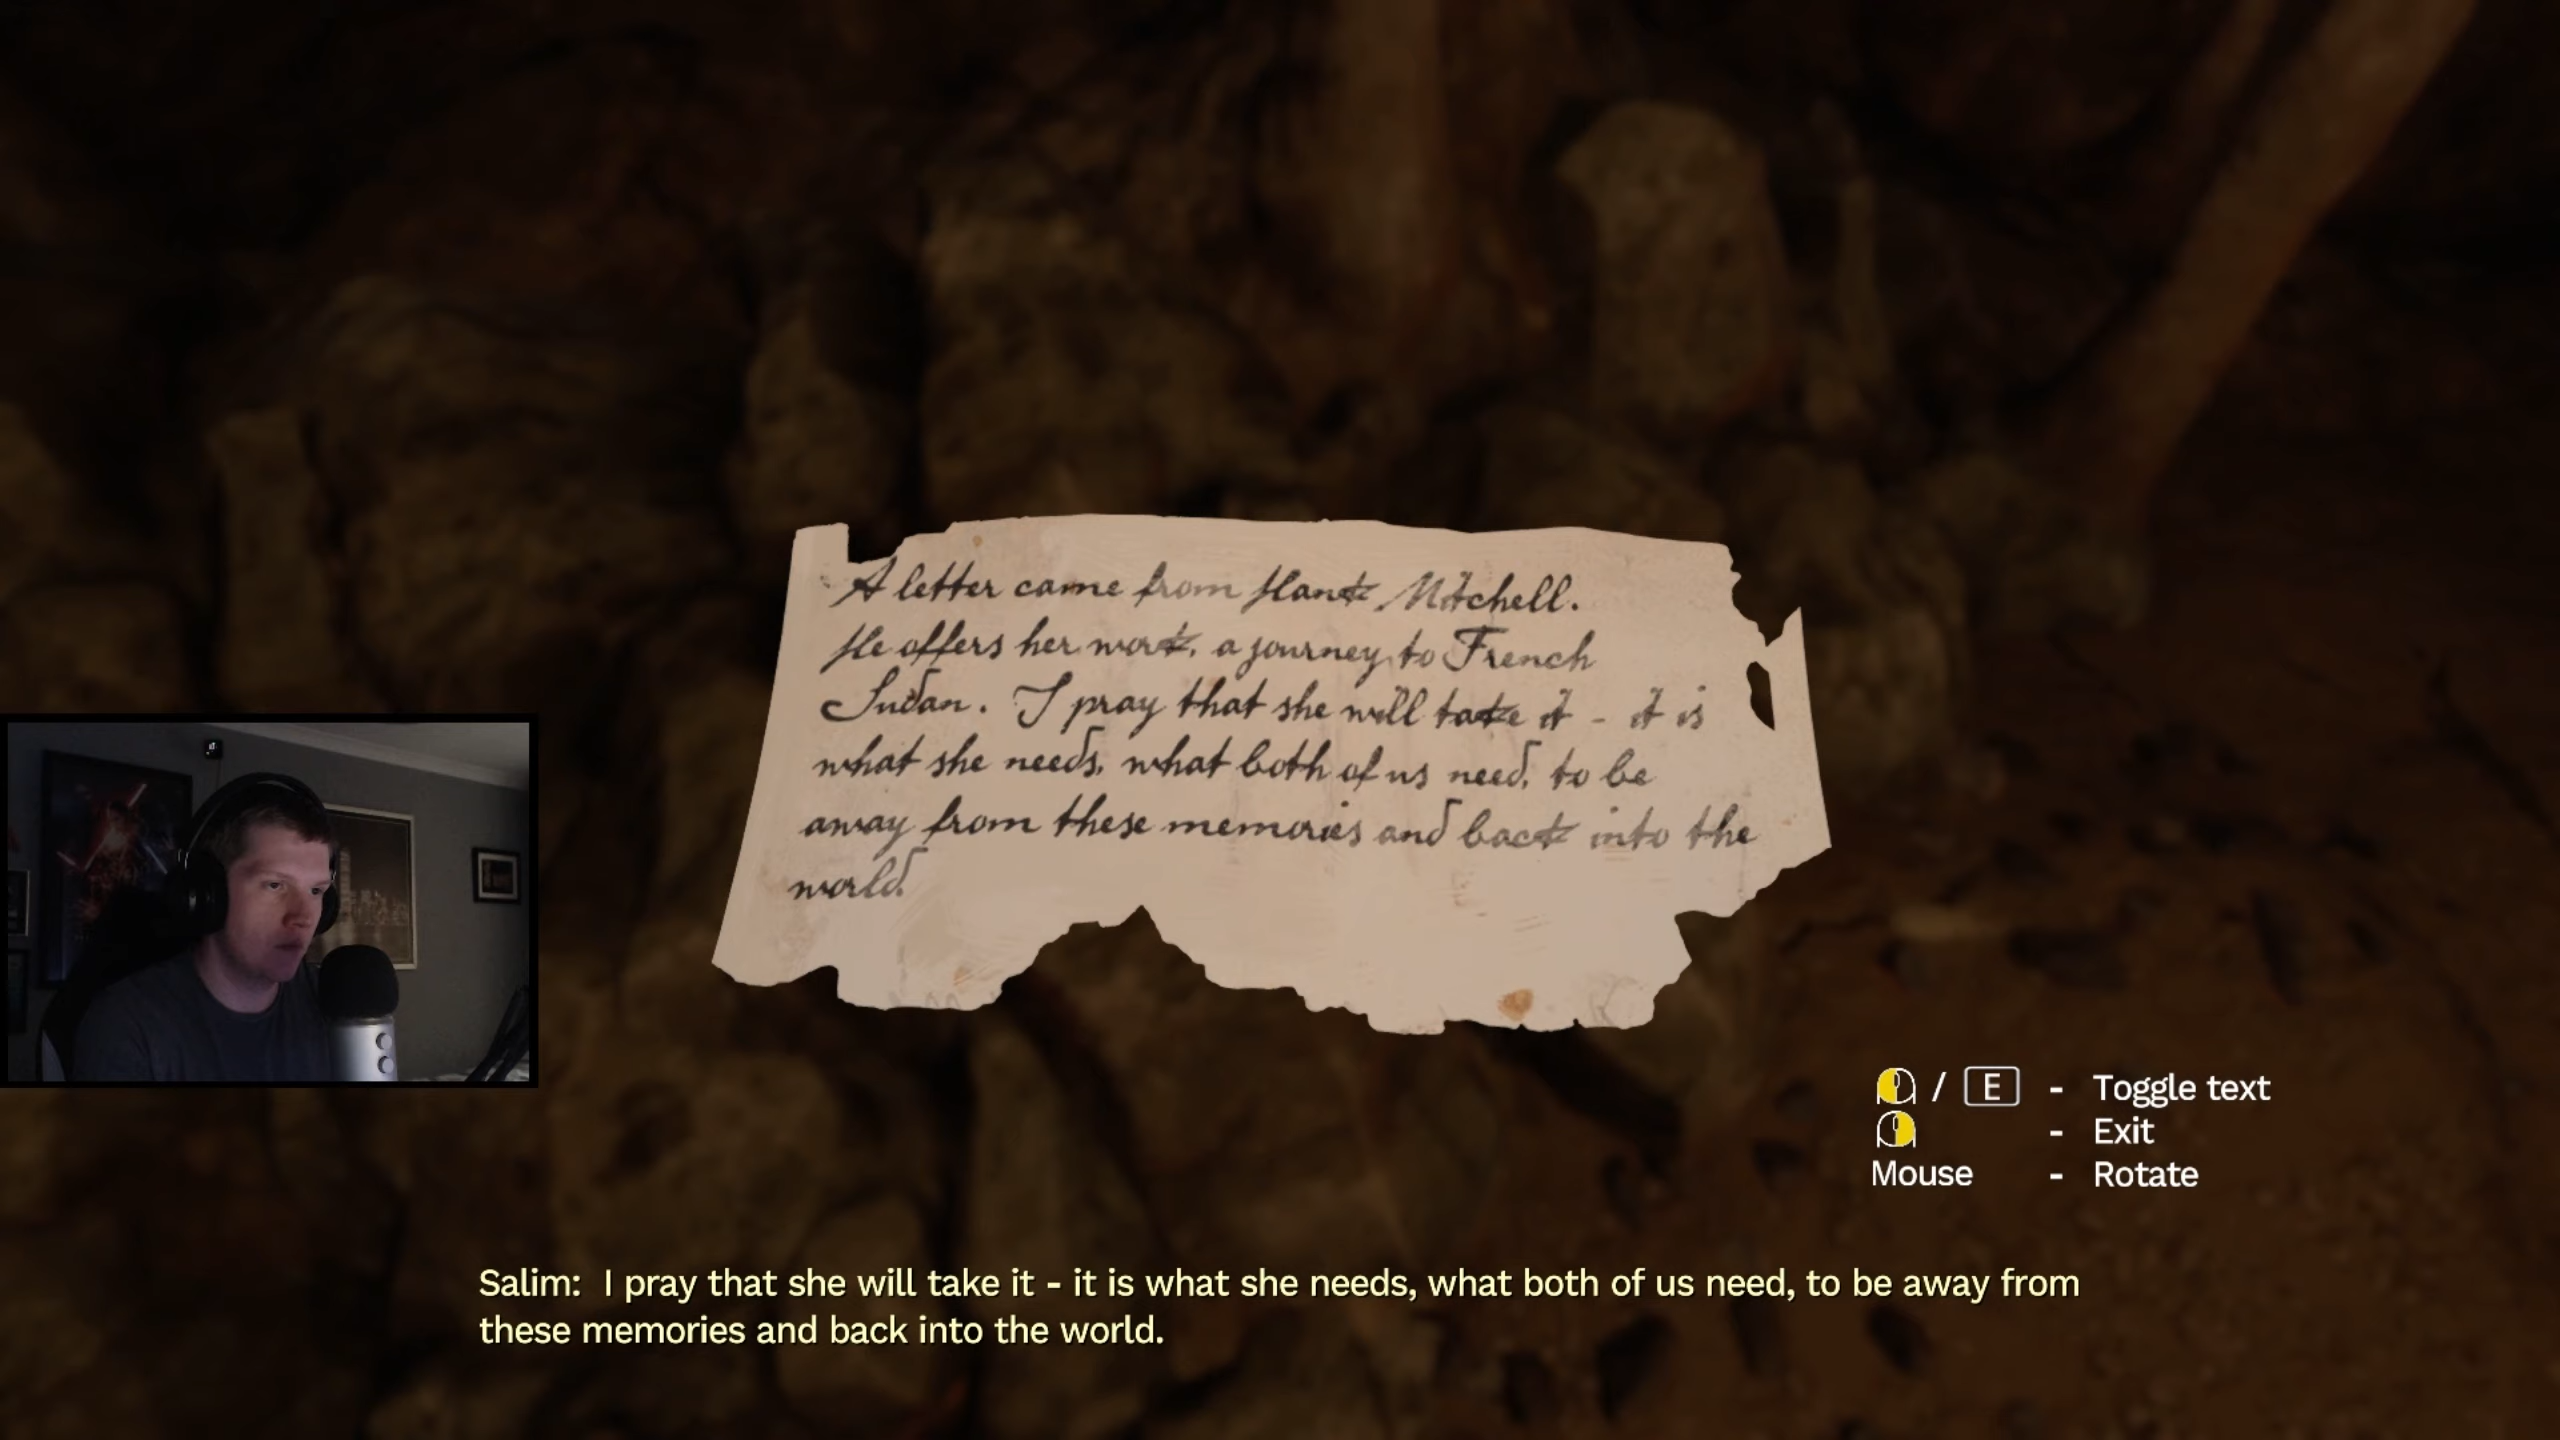 A letter came from Hank Mitchell.
He offers her work, a journey to French
Sudan. I pray that she will take it - it is
what she needs, what both of us need, to be
away from these memories and back into the
world.
/ E - Toggle text
- Exit
Mouse - Rotate
Salim: I pray that she will take it - it is what she needs, what both of us need, to be away from
these memories and back into the world.